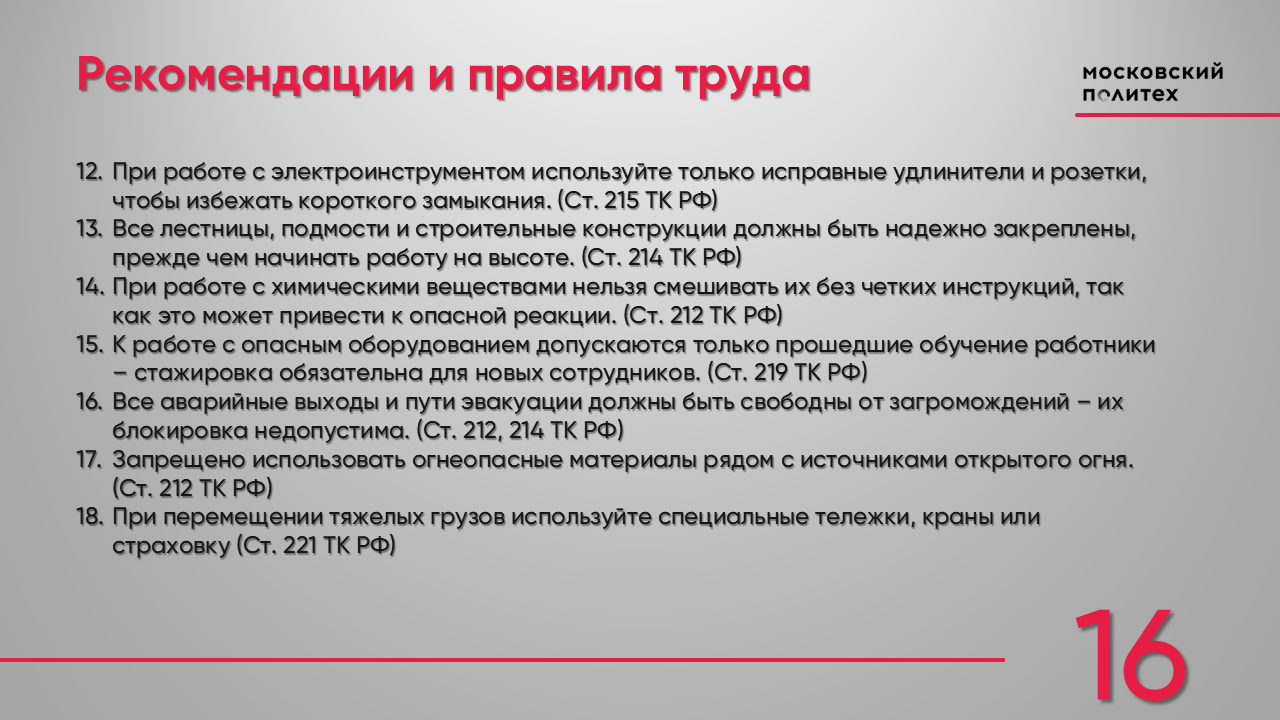 Рекомендации и правила труда
московский
политех
12. При работе с электроинструментом используйте только исправные удлинители и розетки,
чтобы избежать короткого замыкания. (Ст. 215 ТК РФ)
13. Все лестницы, подмости и строительные конструкции должны быть надежно закреплены,
прежде чем начинать работу на высоте. (Ст. 214 ТК РФ)
14. При работе с химическими веществами нельзя смешивать их без четких инструкций, так
как это может привести к опасной реакции. (Ст. 212 ТК РФ)
15. К работе с опасным оборудованием допускаются только прошедшие обучение работники
– стажировка обязательна для новых сотрудников. (Ст. 219 ТК РФ)
16. Все аварийные выходы и пути эвакуации должны быть свободны от загромождений – их
блокировка недопустима. (Ст. 212, 214 ТК РФ)
17. Запрещено использовать огнеопасные материалы рядом с источниками открытого огня.
(Ст. 212 ТК РФ)
18. При перемещении тяжелых грузов используйте специальные тележки, краны или
страховку (Ст. 221 ТК РФ)
16